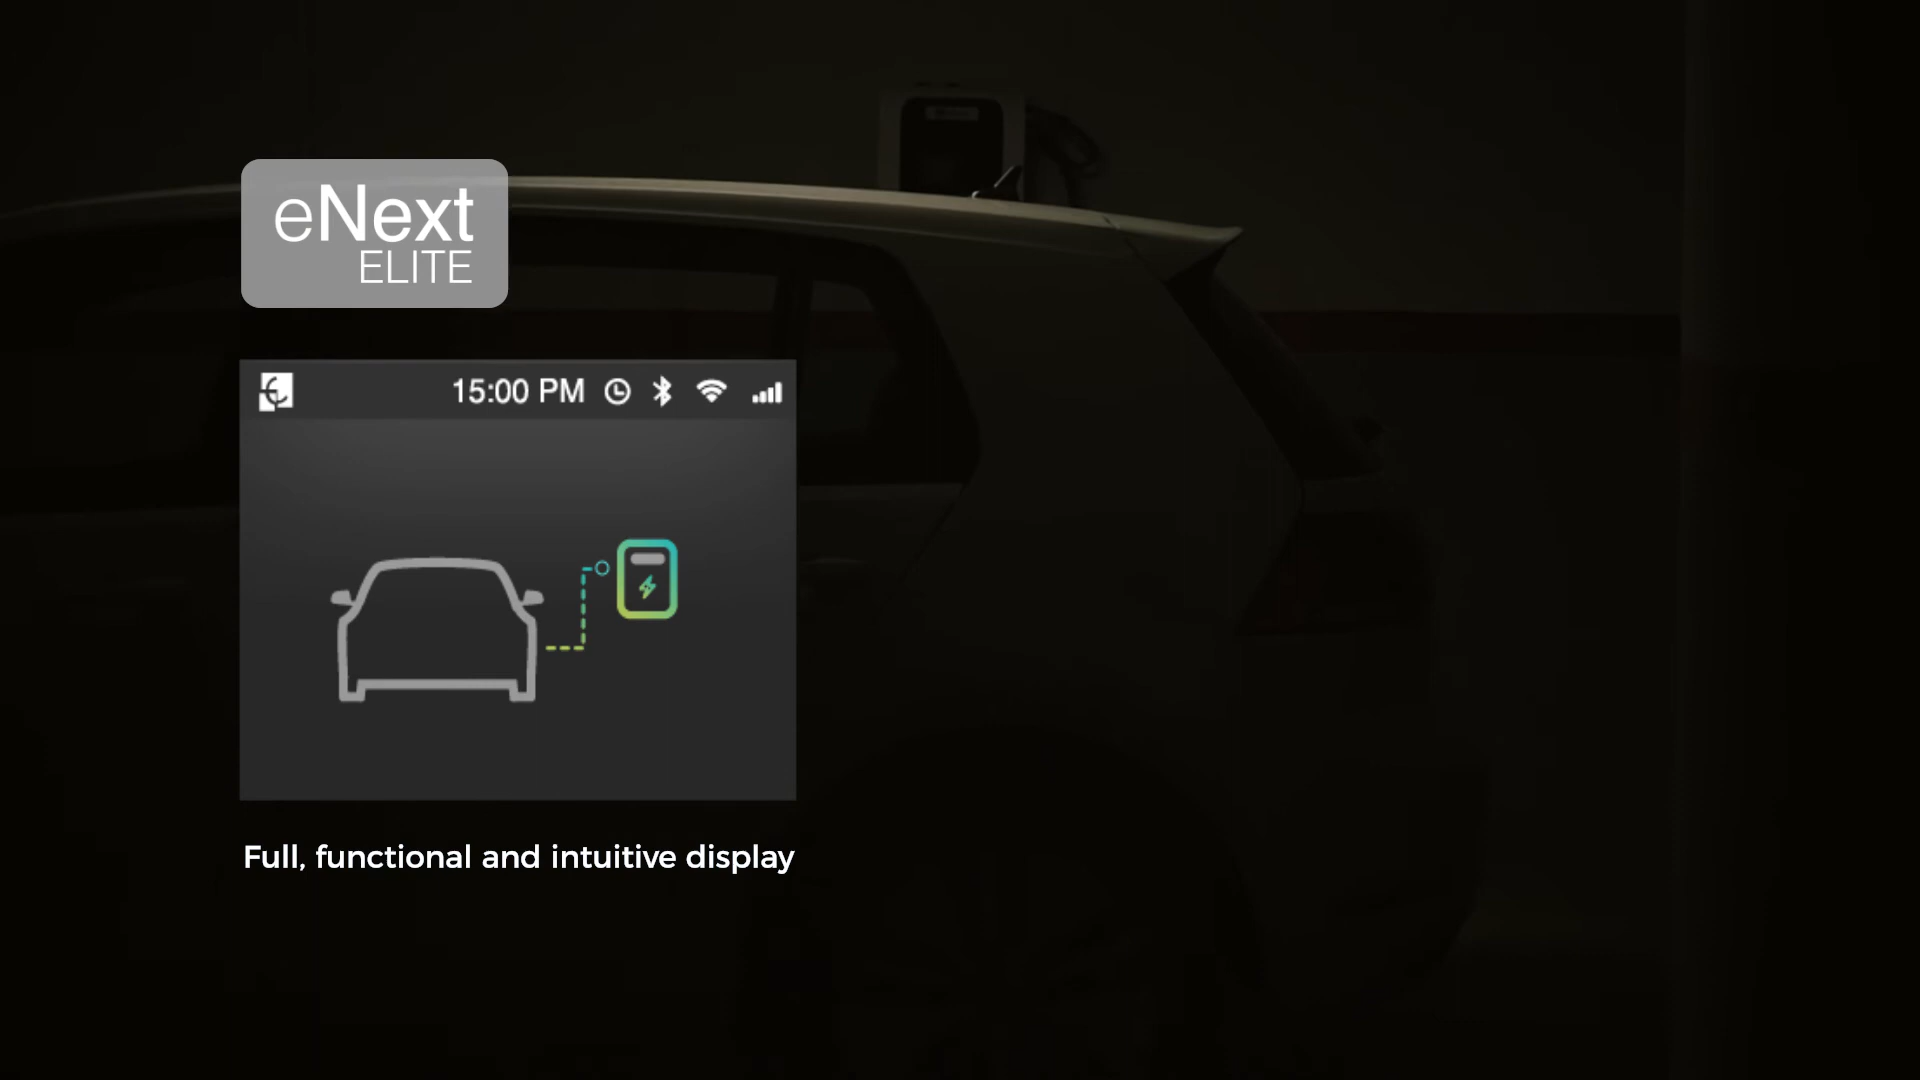 eNext
ELITE
15:00 PM
Full, functional and intuitive display